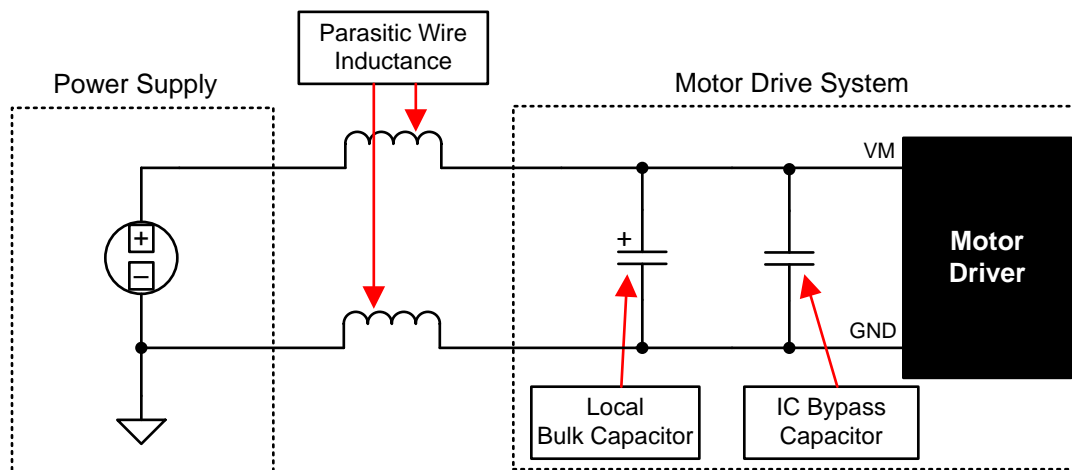 Parasitic Wire
Inductance
Power Supply
Motor Drive System
VM
+
−
+
Motor
Driver
GND
Local
Bulk Capacitor
IC Bypass
Capacitor